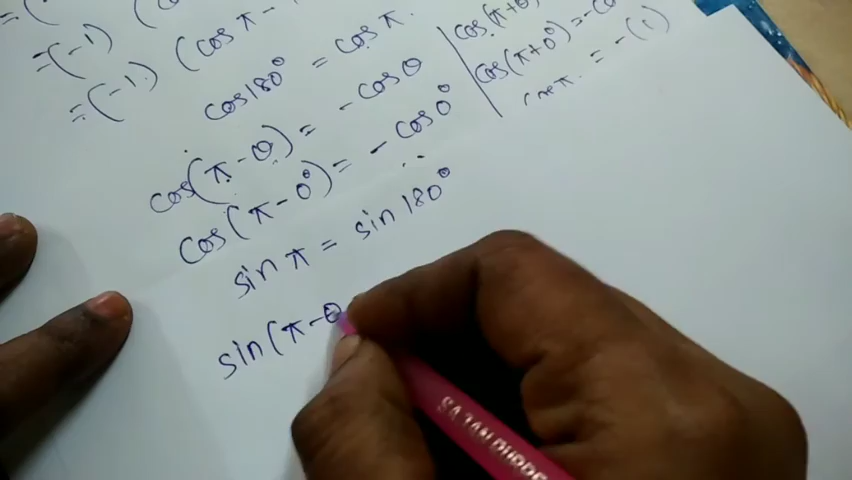 =(-1) (cos π -
=(-1)
cos 180° = cos π.
cos(π - θ) = - cos θ
cos(π - 0°) = - cos 0°
sin π = sin 180°
sin(π - θ
cos(π+θ)
cos(π+0°) = - co
= - (1)